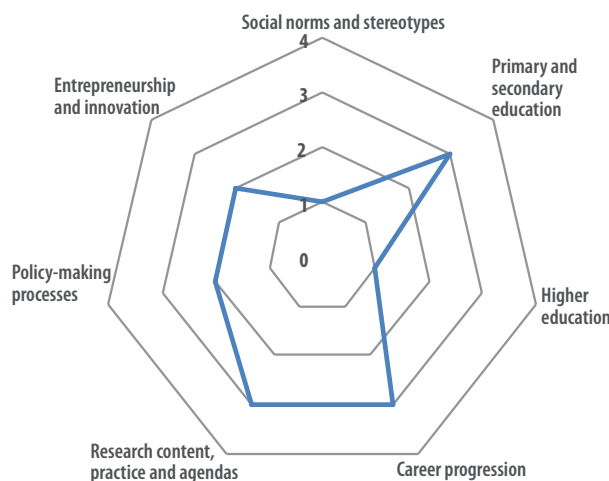 Social norms and stereotypes
4
Primary and
secondary
education
Entrepreneurship
and innovation
3
2
1
0
Policy-making
processes
Higher
education
Research content,
practice and agendas
Career progression